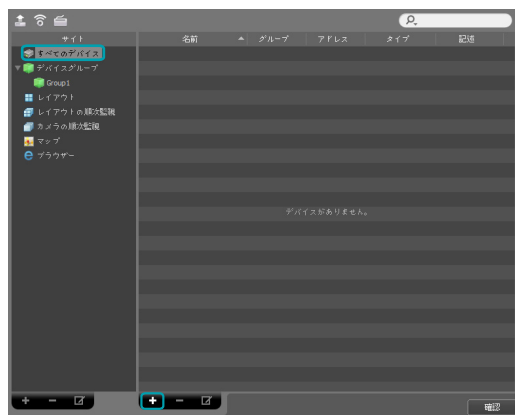 サイト
名前 グループ アドレス タイプ 記述
すべてのデバイス
デバイスグループ
Group1
レイアウト
レイアウトの順次監視
カメラの順次監視
マップ
ブラウザー
デバイスがありません。
確認